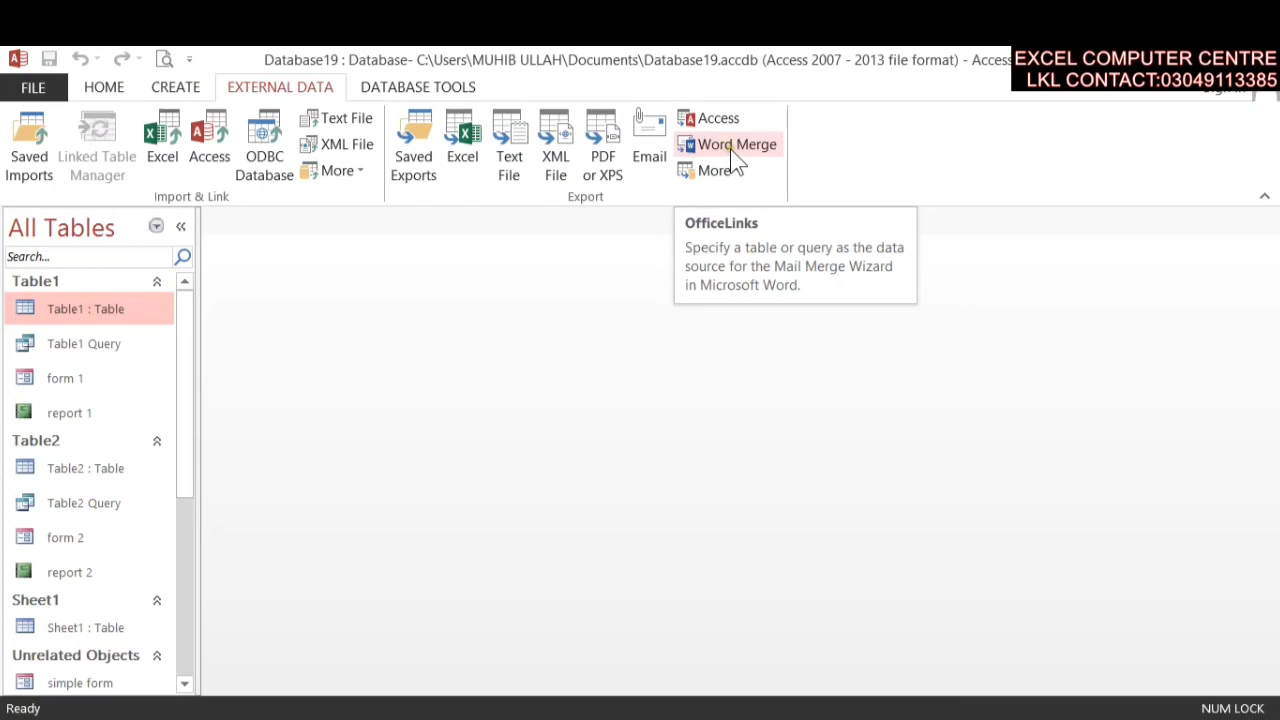 Database19 : Database- C:\Users\MUHIB ULLAH\Documents\Database19.accdb (Access 2007 - 2013 file format) - Acces
EXCEL COMPUTER CENTRE
LKL CONTACT:03049113385
FILE HOME CREATE EXTERNAL DATA DATABASE TOOLS
Saved Imports
Linked Table Manager
Excel
Access
ODBC Database
Text File
XML File
More
Import & Link
Saved Exports
Excel
Text File
XML File
PDF or XPS
Email
Access
Word Merge
More
Export
OfficeLinks
Specify a table or query as the data
source for the Mail Merge Wizard
in Microsoft Word.
All Tables
Search...
Table1
Table1 : Table
Table1 Query
form 1
report 1
Table2
Table2 : Table
Table2 Query
form 2
report 2
Sheet1
Sheet1 : Table
Unrelated Objects
simple form
Ready
NUM LOCK